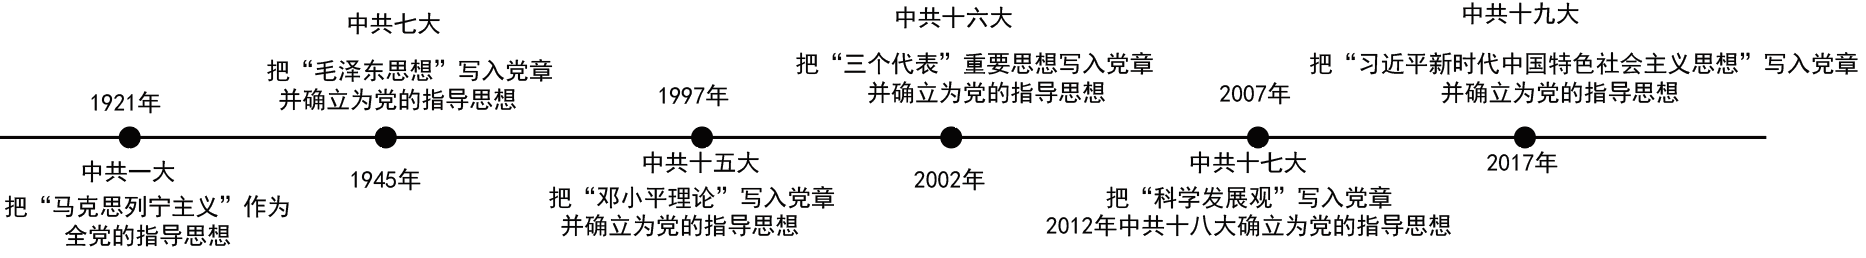 1921年
中共一大
把“马克思列宁主义”作为
全党的指导思想
中共七大
把“毛泽东思想”写入党章
并确立为党的指导思想
1945年
1997年
中共十五大
把“邓小平理论”写入党章
并确立为党的指导思想
中共十六大
把“三个代表”重要思想写入党章
并确立为党的指导思想
2002年
2007年
中共十七大
把“科学发展观”写入党章
2012年中共十八大确立为党的指导思想
中共十九大
把“习近平新时代中国特色社会主义思想”写入党章
并确立为党的指导思想
2017年